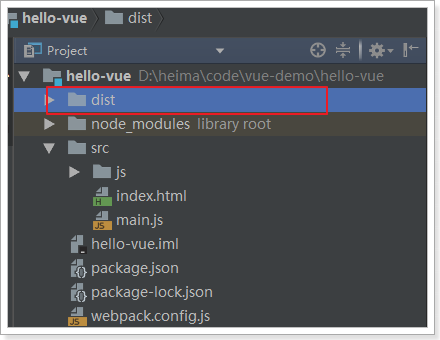 hello-vue dist
Project
hello-vue D:\heima\code\vue-demo\hello-vue
dist
node_modules library root
src
js
index.html
main.js
hello-vue.iml
package.json
package-lock.json
webpack.config.js